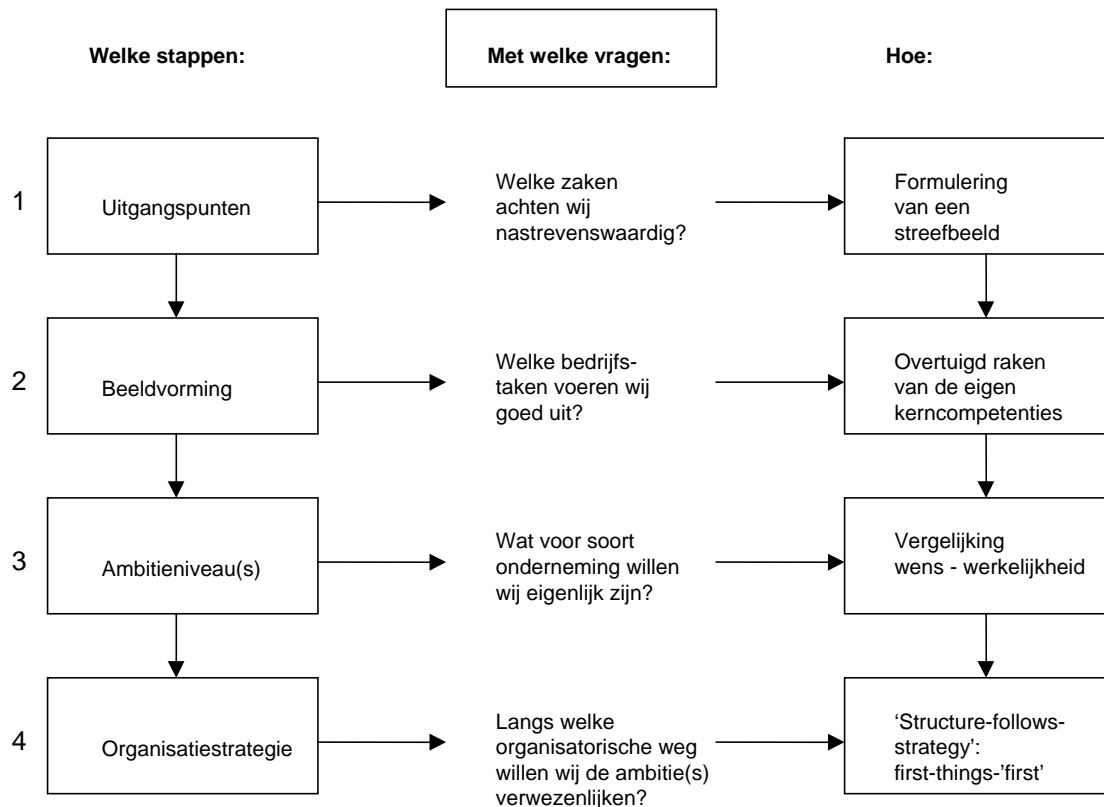 Welke stappen:
Met welke vragen:
Hoe:
1
Uitgangspunten
Welke zaken
achten wij
nastrevenswaardig?
Formulering
van een
streefbeeld
2
Beeldvorming
Welke bedrijfs-
taken voeren wij
goed uit?
Overtuigd raken
van de eigen
kerncompetenties
3
Ambitieniveau(s)
Wat voor soort
onderneming willen
wij eigenlijk zijn?
Vergelijking
wens - werkelijkheid
4
Organisatiestrategie
Langs welke
organisatorische weg
willen wij de ambitie(s)
verwezenlijken?
‘Structure-follows-
strategy’:
first-things-’first’